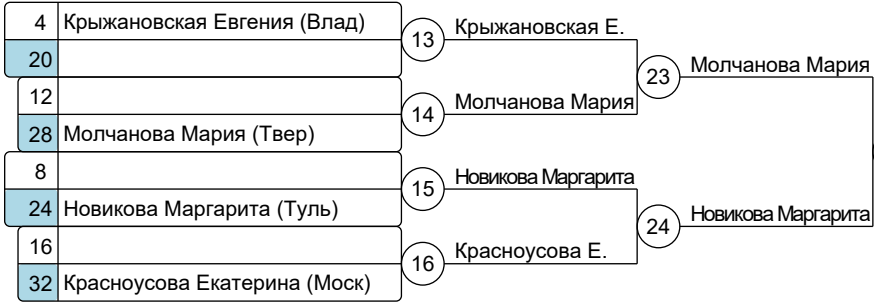 4 Крыжановская Евгения (Влад)
13 Крыжановская Е.
20
23 Молчанова Мария
12
14 Молчанова Мария
28 Молчанова Мария (Твер)
8
15 Новикова Маргарита
24 Новикова Маргарита (Туль)
24 Новикова Маргарита
16
16 Красноусова Е.
32 Красноусова Екатерина (Моск)